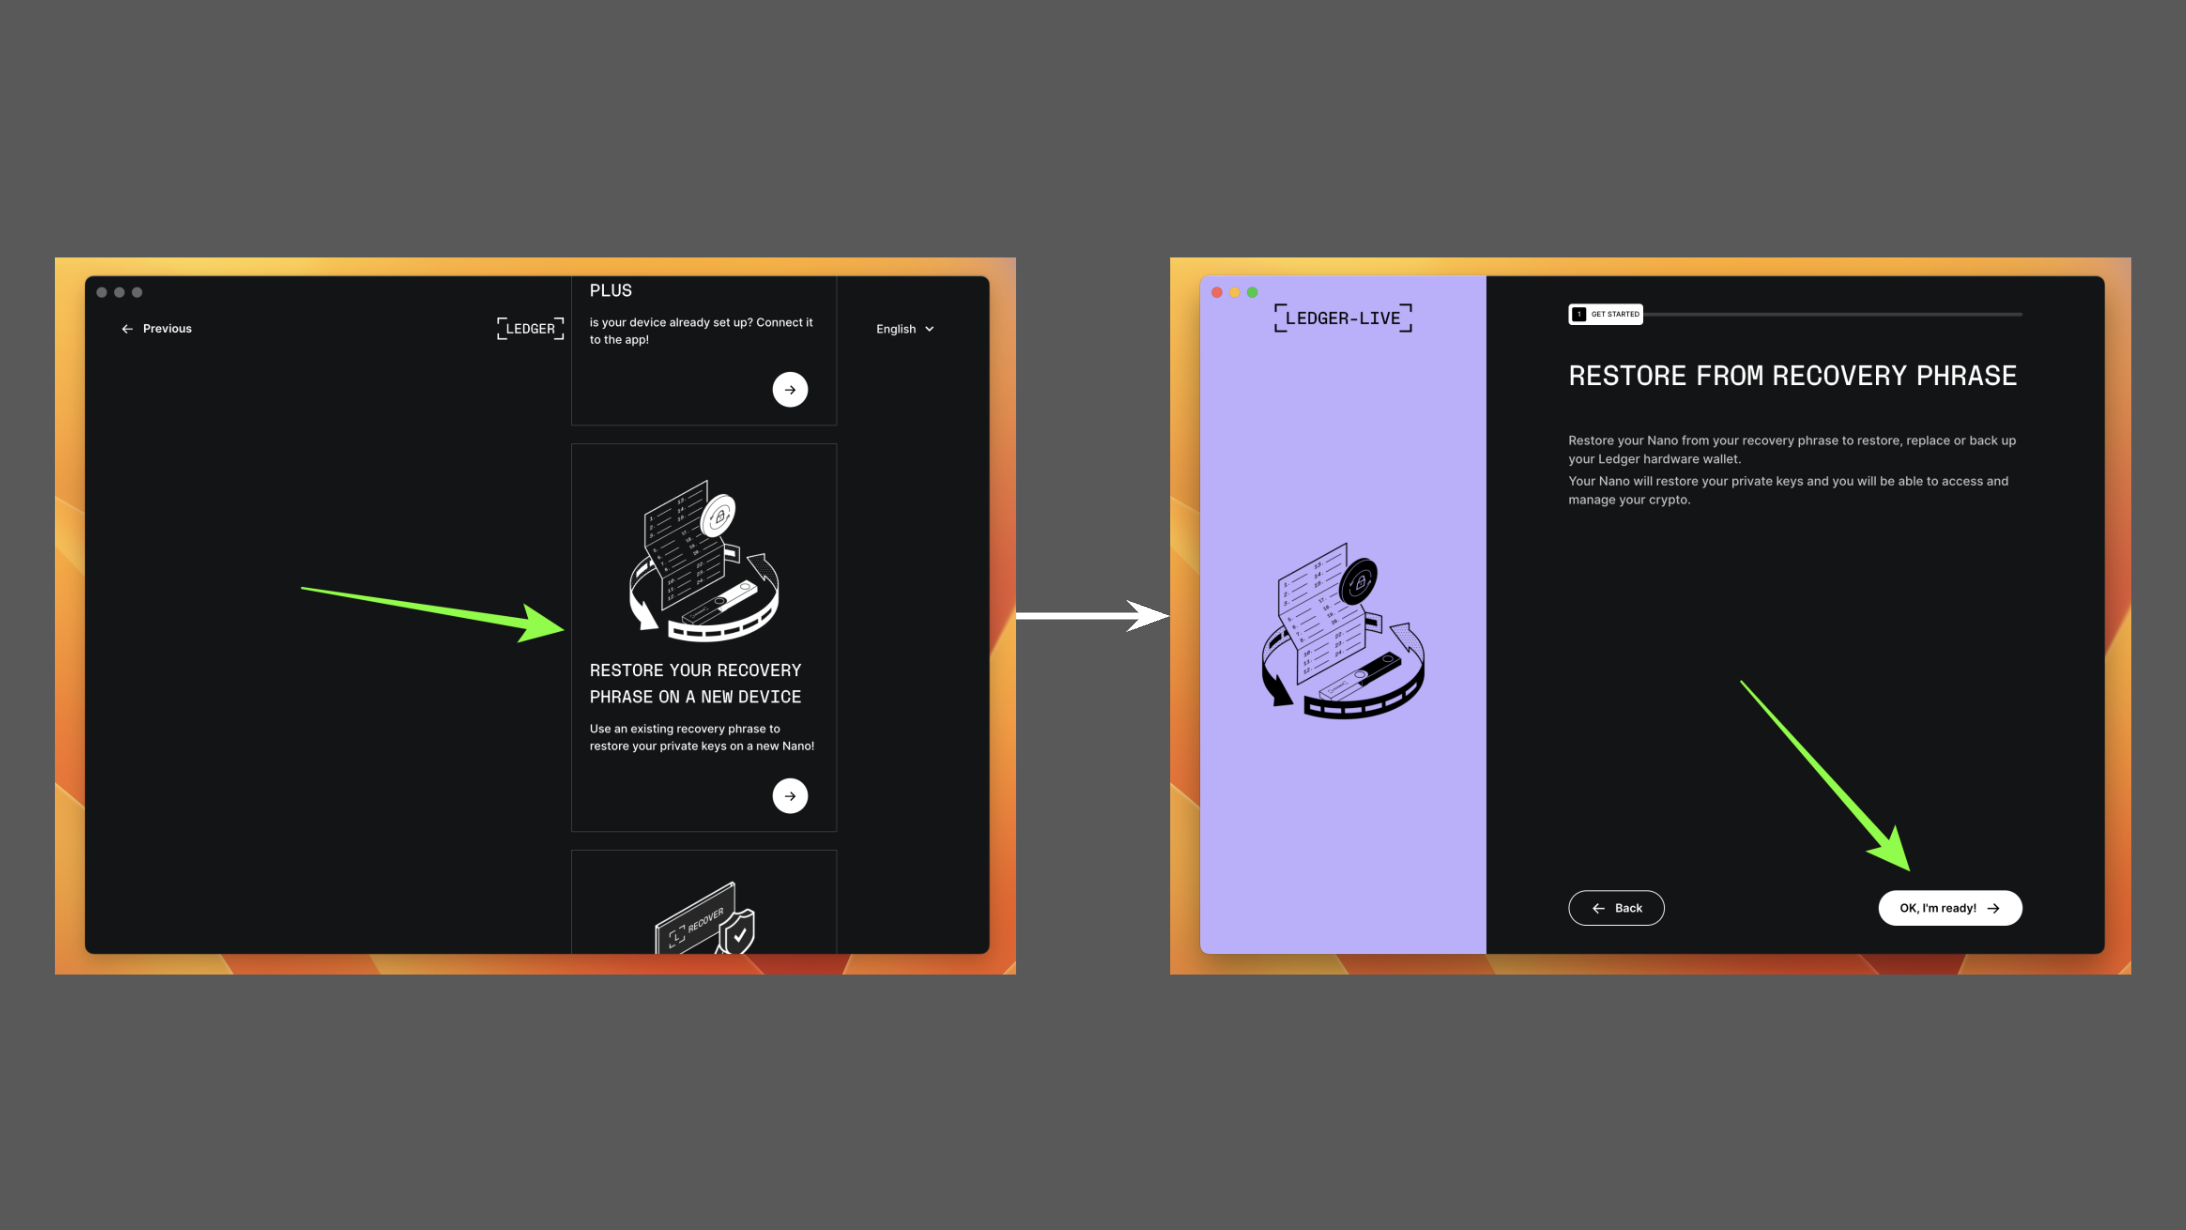 PLUS
is your device already set up? Connect it
to the app!
Previous
LEDGER
English
RESTORE YOUR RECOVERY
PHRASE ON A NEW DEVICE
Use an existing recovery phrase to
restore your private keys on a new Nano!
RECOVER
LEDGER-LIVE
1 GET STARTED
RESTORE FROM RECOVERY PHRASE
Restore your Nano from your recovery phrase to restore, replace or back up
your Ledger hardware wallet.
Your Nano will restore your private keys and you will be able to access and
manage your crypto.
Back
OK, I'm ready!